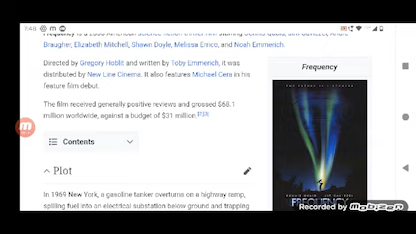 7:48
Frequency is a 2000 American science fiction thriller film starring Dennis Quaid, Jim Caviezel, Andre
Braugher, Elizabeth Mitchell, Shawn Doyle, Melissa Errico, and Noah Emmerich.
Directed by Gregory Hoblit and written by Toby Emmerich, it was
distributed by New Line Cinema. It also features Michael Cera in his
feature film debut.
The film received generally positive reviews and grossed $68.1
million worldwide, against a budget of $31 million.
Contents
Plot
In 1969 New York, a gasoline tanker overturns on a highway ramp,
spilling fuel into an electrical substation below ground and trapping
Frequency
FREQUENCY
Recorded by
Mobizen